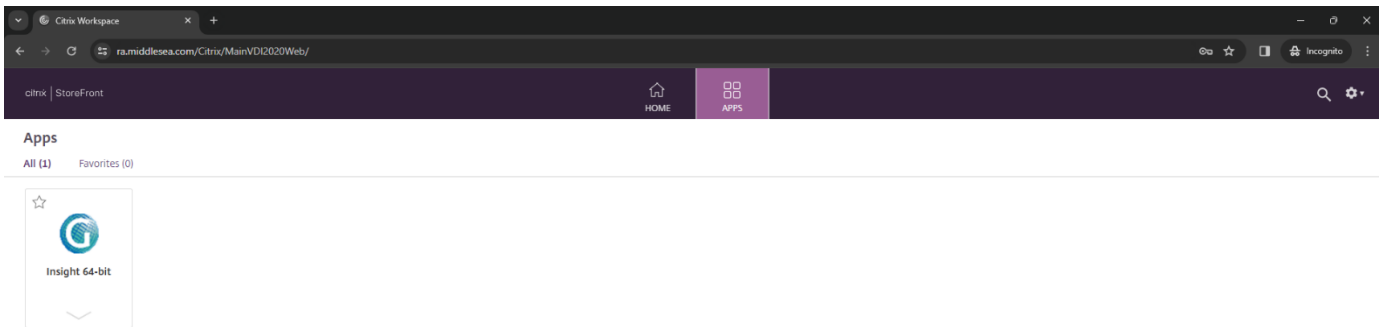 Citrix Workspace
ra.middlesea.com/Citrix/MainVDI2020Web/
Incognito
citrix | StoreFront
HOME
APPS
Apps
All (1)
Favorites (0)
Insight 64-bit